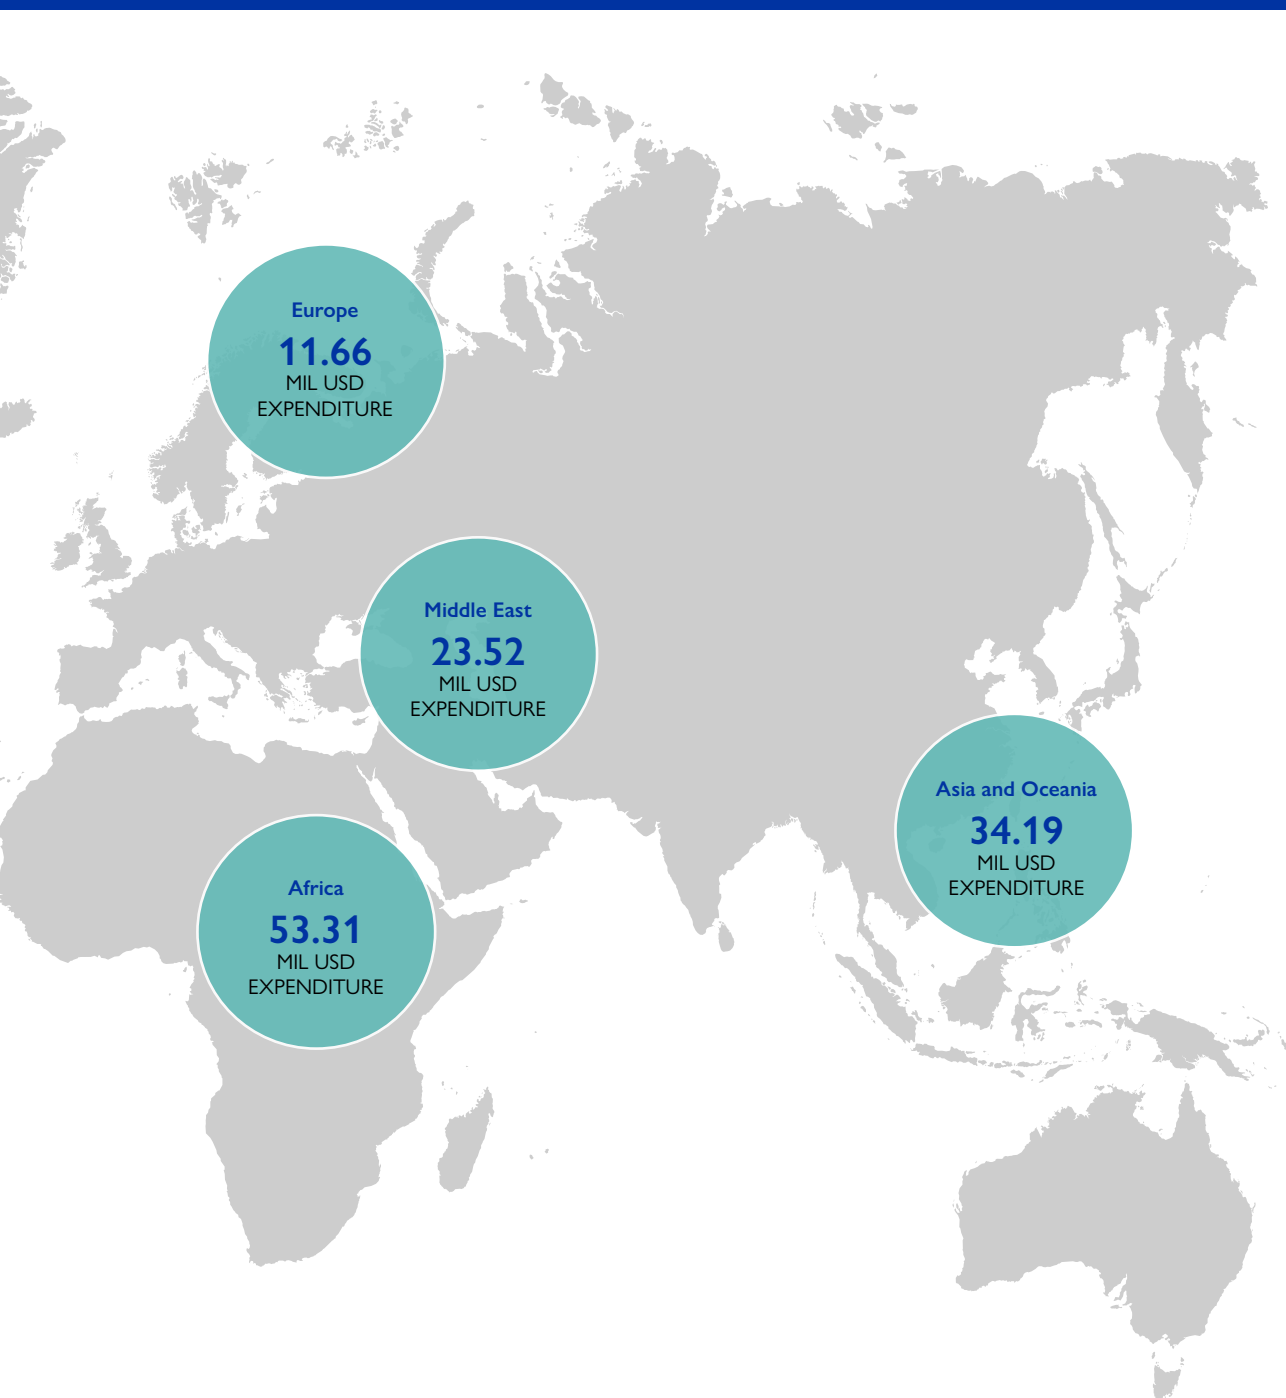 Europe
11.66
MIL USD
EXPENDITURE
Middle East
23.52
MIL USD
EXPENDITURE
Asia and Oceania
34.19
MIL USD
EXPENDITURE
Africa
53.31
MIL USD
EXPENDITURE